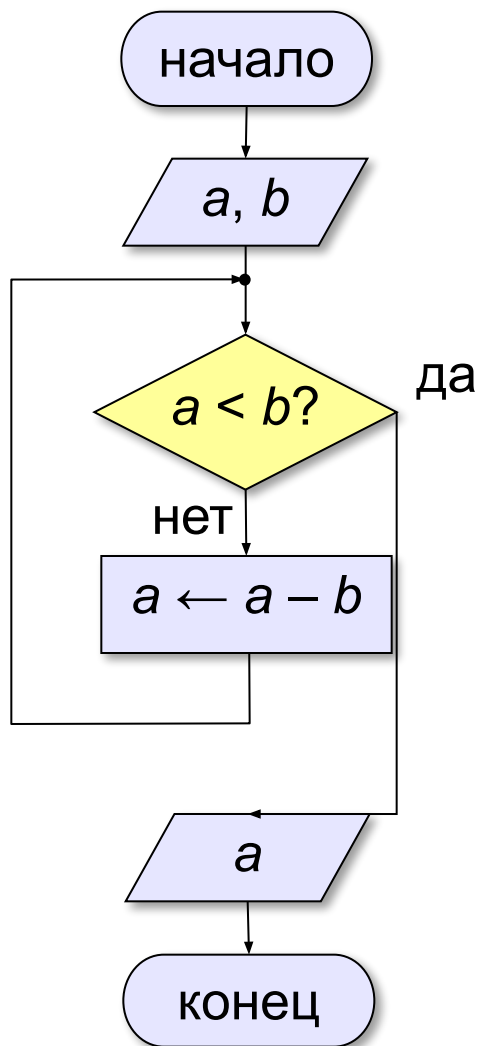 начало
a, b
a < b?
да
нет
a ← a – b
a
конец